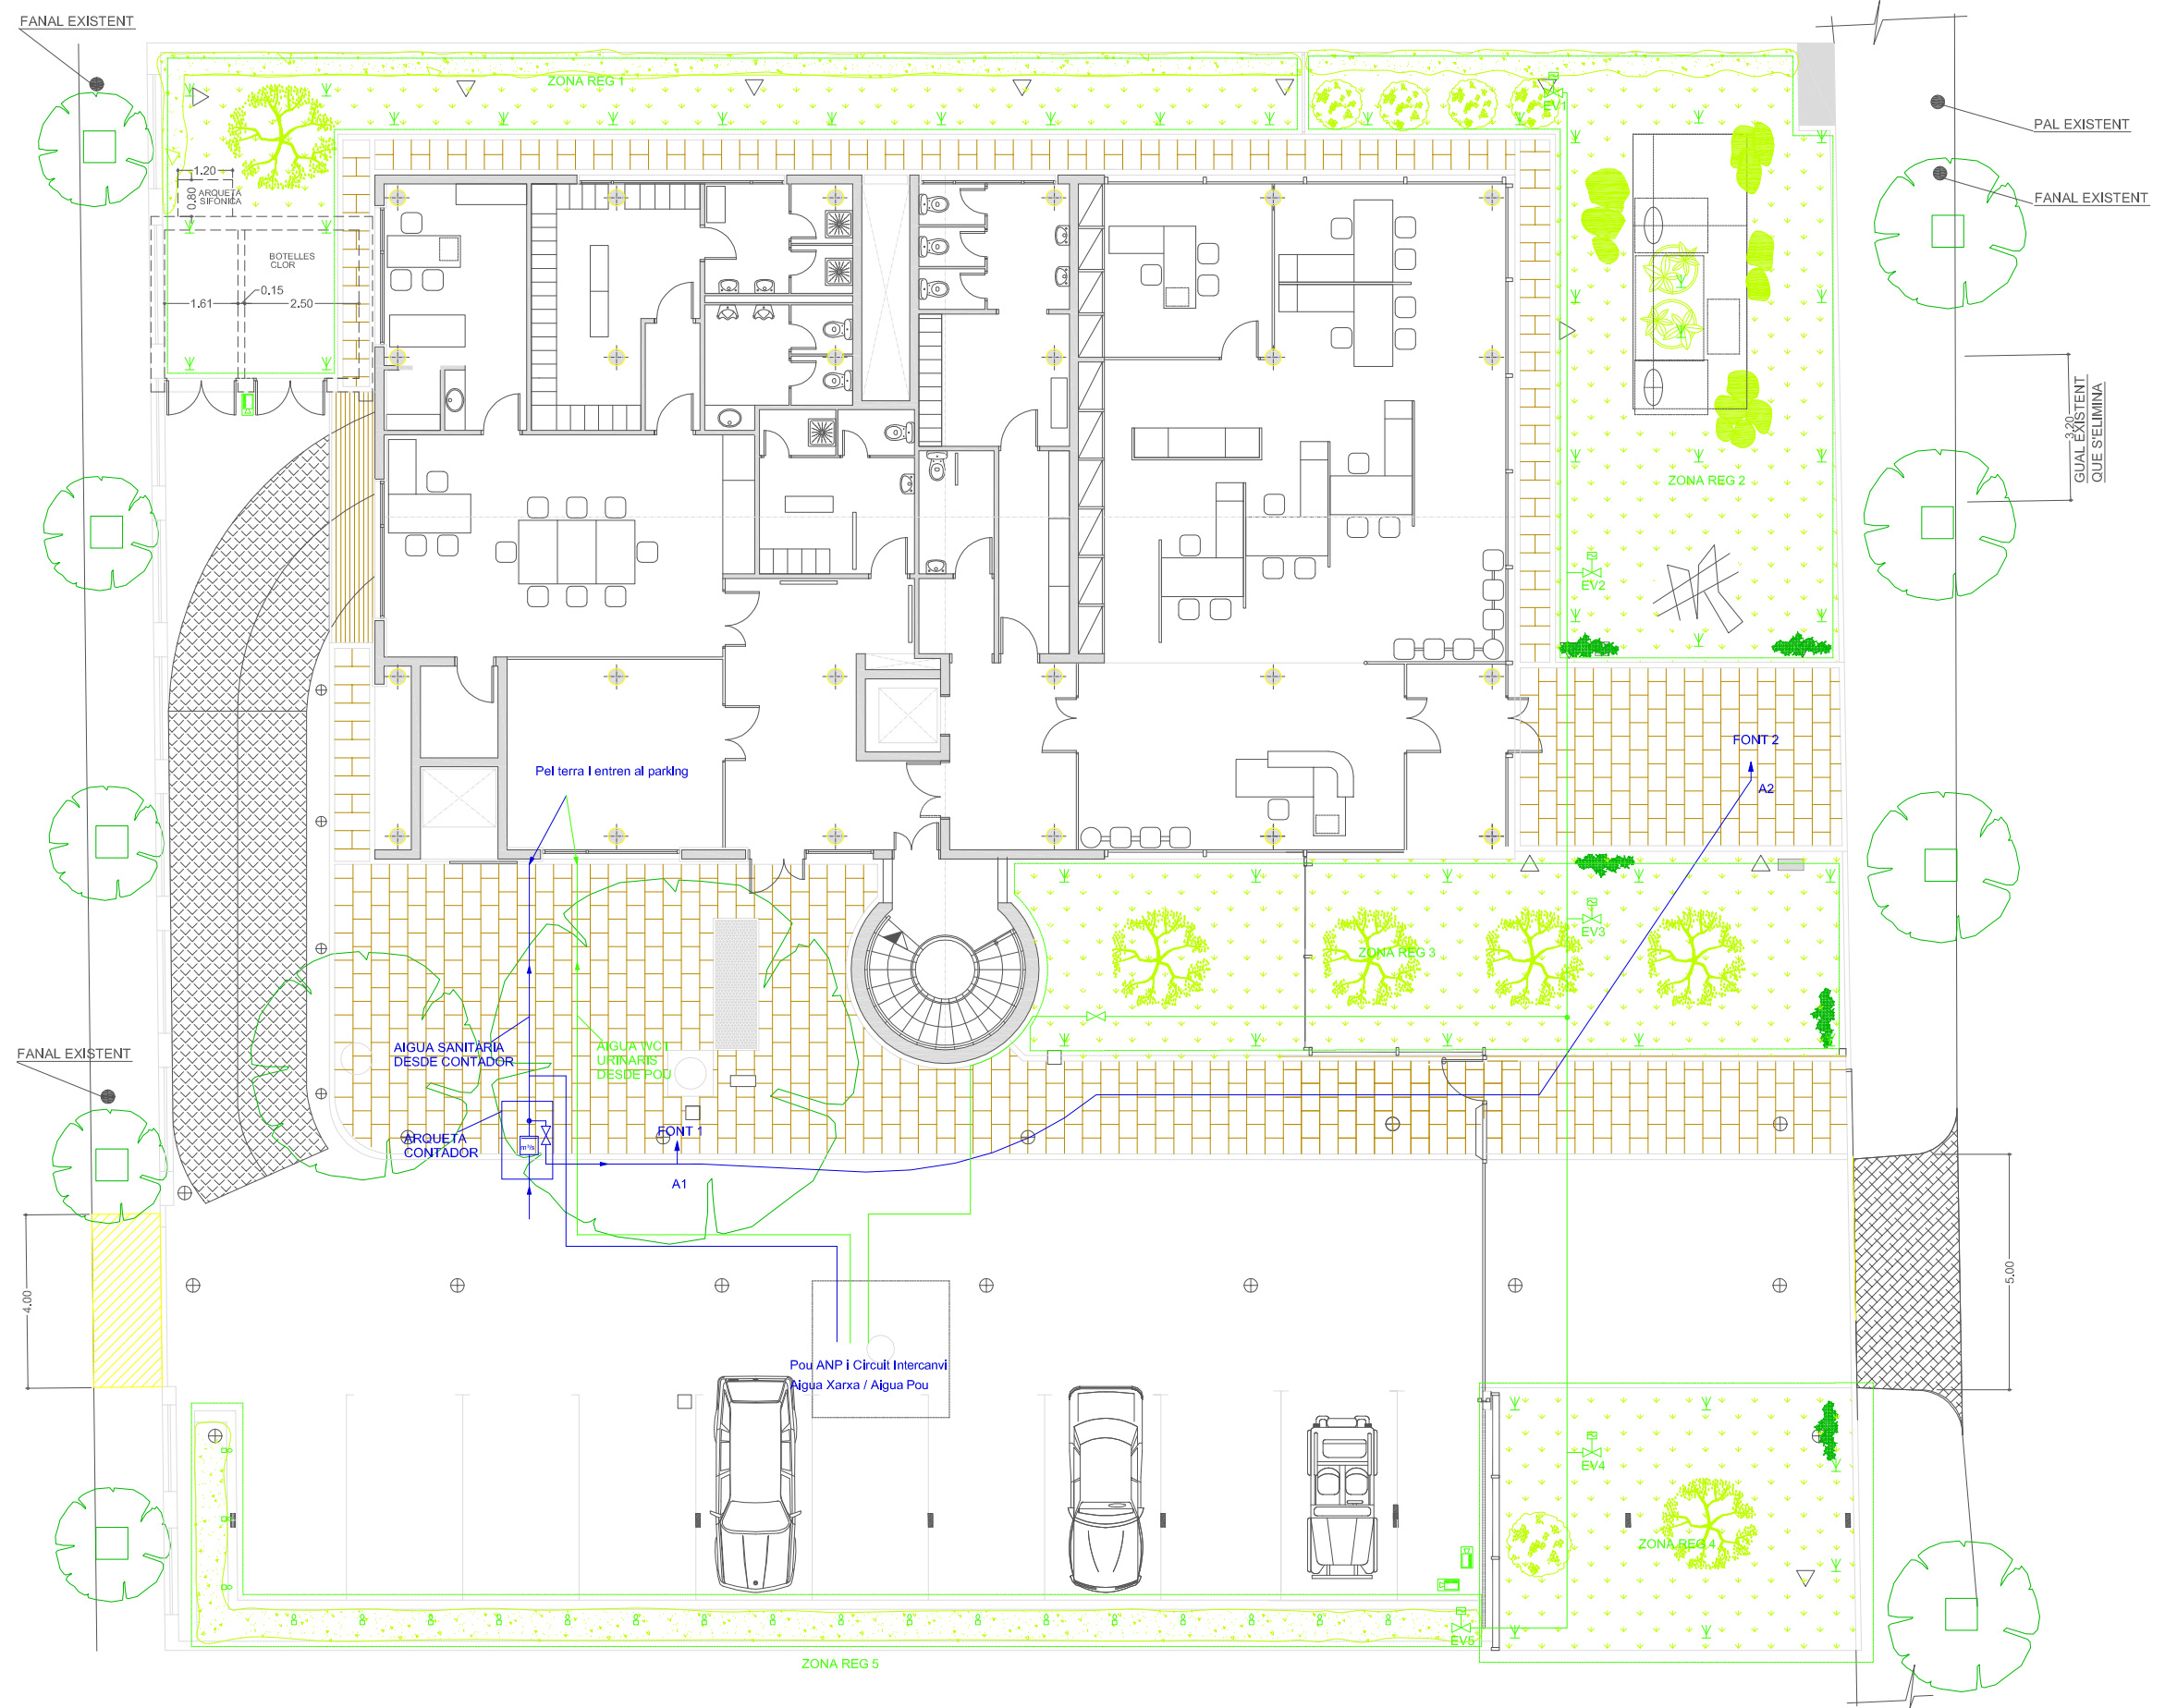 FANAL EXISTENT
ZONA REG 1
EV1
PAL EXISTENT
FANAL EXISTENT
1.20
0.80
ARQUETA
SIFÒNICA
BOTELLES
CLOR
0.15
1.61
2.50
3.20
GUAL EXISTENT
QUE S'ELIMINA
ZONA REG 2
EV2
FONT 2
A2
Pel terra i entren al parking
EV3
ZONA REG 3
AIGUA SANITÀRIA
DESDE CONTADOR
AIGUA WC I
URINARIS
DESDE POU
FANAL EXISTENT
ARQUETA
CONTADOR
m³/s
FONT 1
A1
4.00
5.00
Pou ANP i Circuit Intercanvi
Aigua Xarxa / Aigua Pou
EV4
ZONA REG 4
EV5
ZONA REG 5